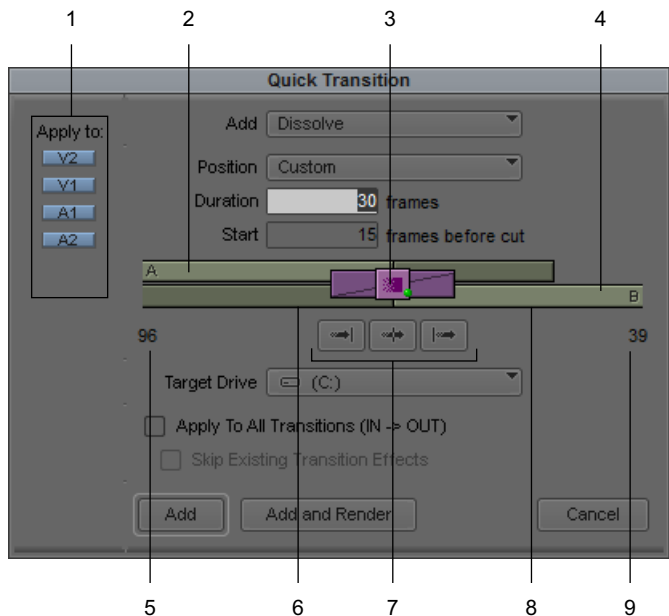 1 2 3 4
Quick Transition
Apply to:
V2
V1
A1
A2
Add Dissolve
Position Custom
Duration 30 frames
Start 15 frames before cut
A
B
96 39
Target Drive (C:)
Apply To All Transitions (IN -> OUT)
Skip Existing Transition Effects
Add Add and Render Cancel
5 6 7 8 9